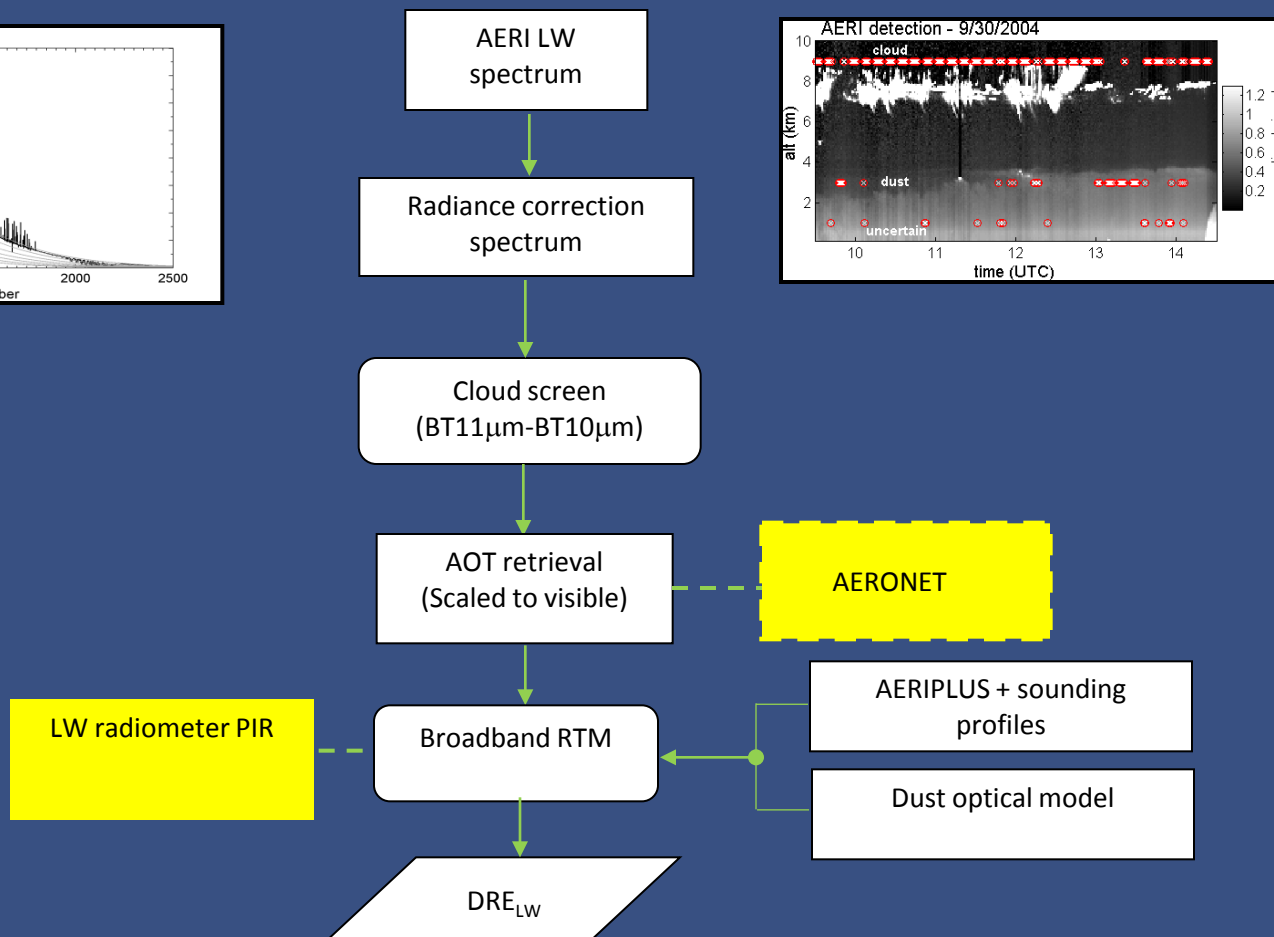 2000
2500
ber
AERI LW
spectrum
Radiance correction
spectrum
Cloud screen
(BT11μm-BT10μm)
AOT retrieval
(Scaled to visible)
AERONET
LW radiometer PIR
Broadband RTM
AERIPLUS + sounding
profiles
Dust optical model
DRE_LW
AERI detection - 9/30/2004
cloud
dust
uncertain
alt (km)
10
8
6
4
2
10
11
12
13
14
time (UTC)
1.2
1
0.8
0.6
0.4
0.2